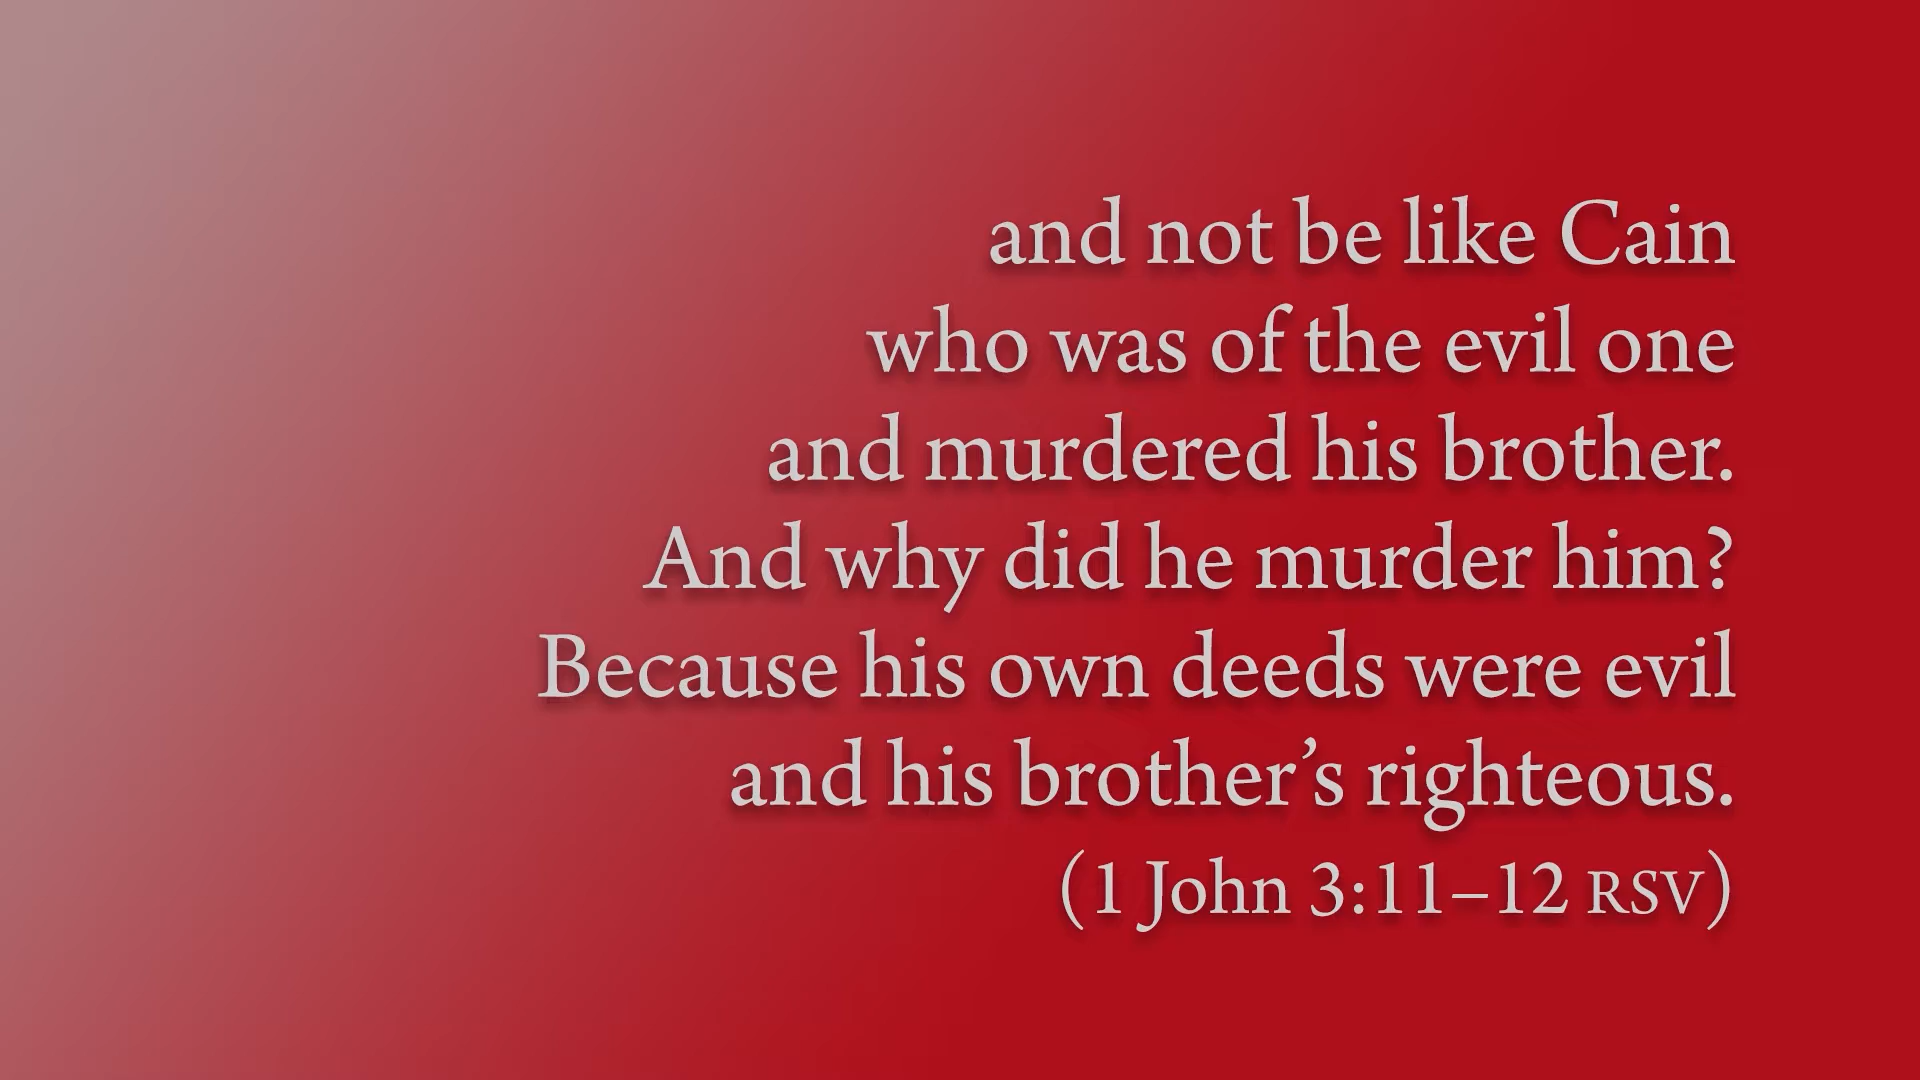 and not be like Cain
who was of the evil one
and murdered his brother.
And why did he murder him?
Because his own deeds were evil
and his brother’s righteous.
(1 John 3:11–12 RSV)